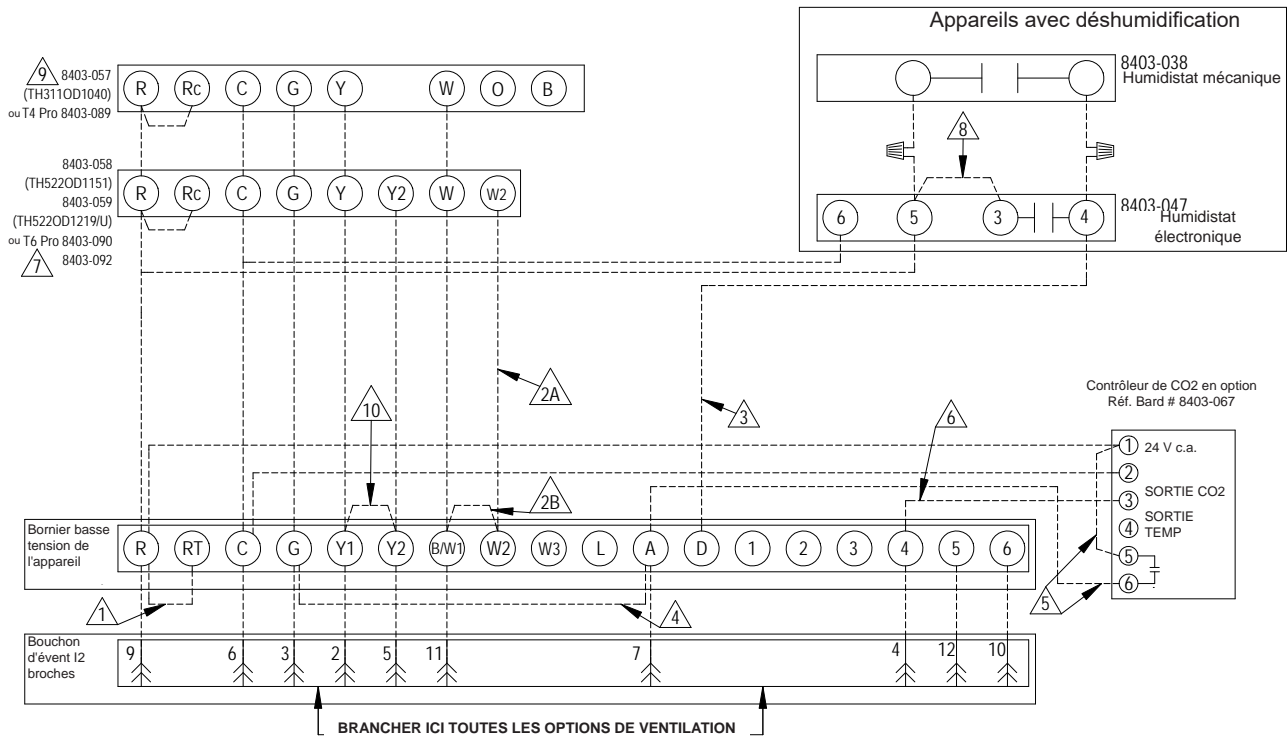 Appareils avec déshumidification
8403-038
Humidistat mécanique
9 8403-057
(TH311OD1040)
ou T4 Pro 8403-089
R Rc C G Y W O B
8
8403-058
(TH522OD1151)
8403-059
(TH522OD1219/U)
ou T6 Pro 8403-090
7 8403-092
R Rc C G Y Y2 W W2
6 5 3 4
8403-047
Humidistat
électronique
2A
10
3
6
Contrôleur de CO2 en option
Réf. Bard # 8403-067
1 24 V c.a.
2
3 SORTIE CO2
4 SORTIE
TEMP
5
6
2B
Bornier basse
tension de
l'appareil
R RT C G Y1 Y2 B/W1 W2 W3 L A D 1 2 3 4 5 6
1
4
5
Bouchon
d'évent I2
broches
9 6 3 2 5 11 7 4 12 10
BRANCHER ICI TOUTES LES OPTIONS DE VENTILATION